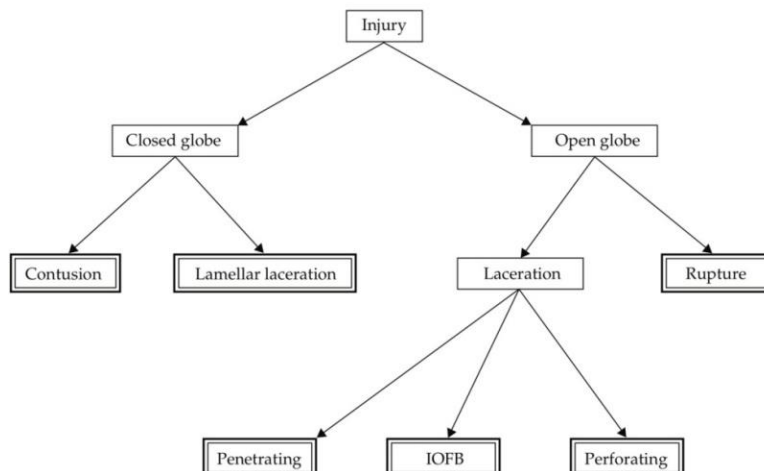 Injury
Closed globe
Open globe
Contusion
Lamellar laceration
Laceration
Rupture
Penetrating
IOFB
Perforating